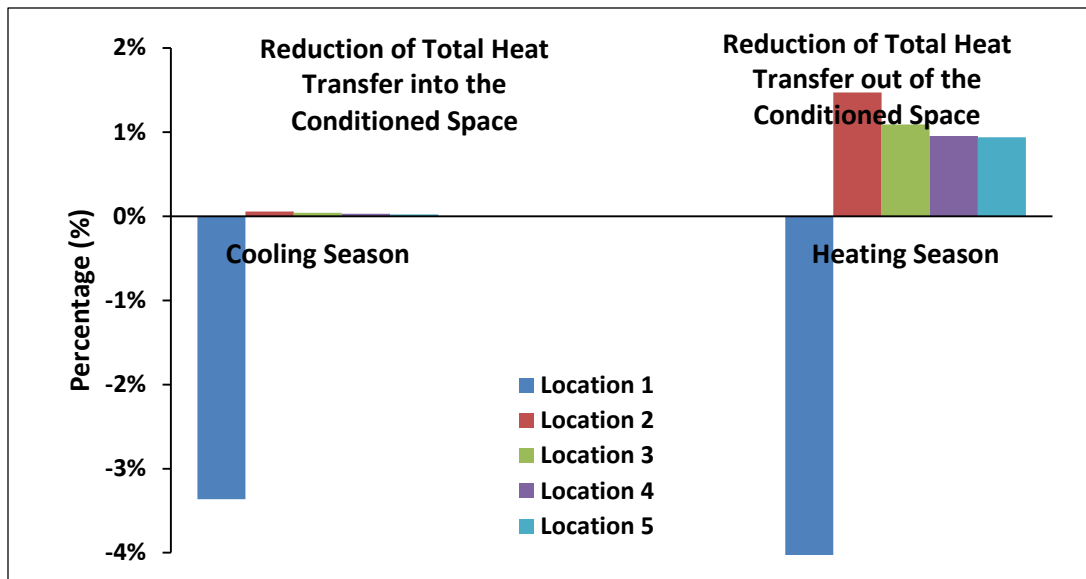 Reduction of Total Heat
Transfer into the
Conditioned Space
Reduction of Total Heat
Transfer out of the
Conditioned Space
2%
1%
0%
-1%
-2%
-3%
-4%
Percentage (%)
Cooling Season
Heating Season
Location 1
Location 2
Location 3
Location 4
Location 5